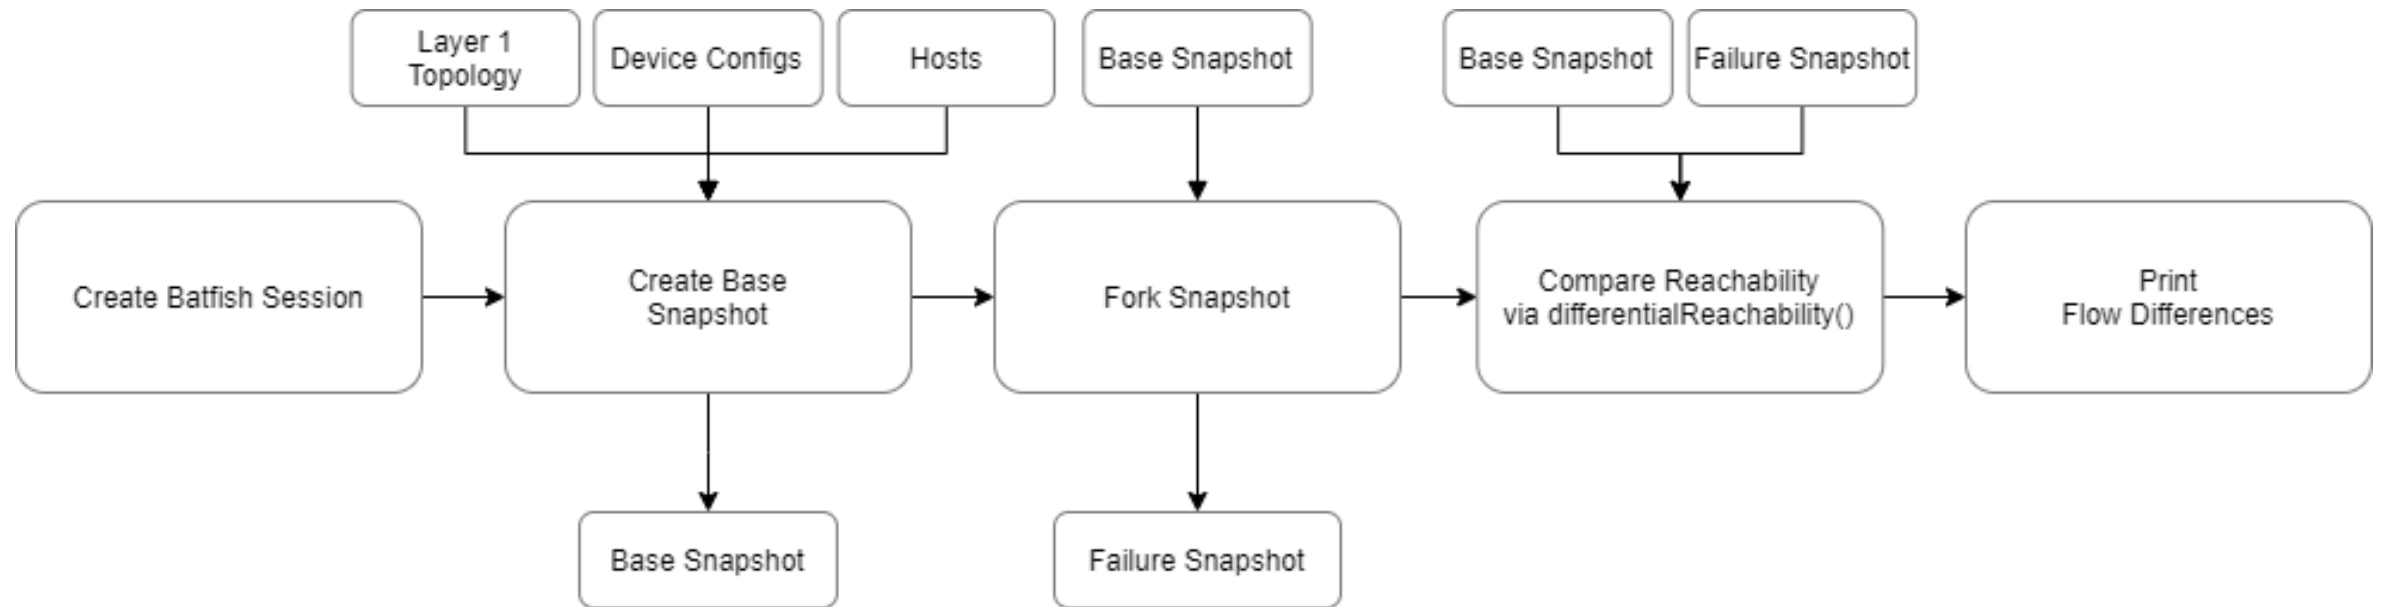 Layer 1
Topology
Device Configs
Hosts
Base Snapshot
Base Snapshot
Failure Snapshot
Create Batfish Session
Create Base
Snapshot
Fork Snapshot
Compare Reachability
via differentialReachability()
Print
Flow Differences
Base Snapshot
Failure Snapshot